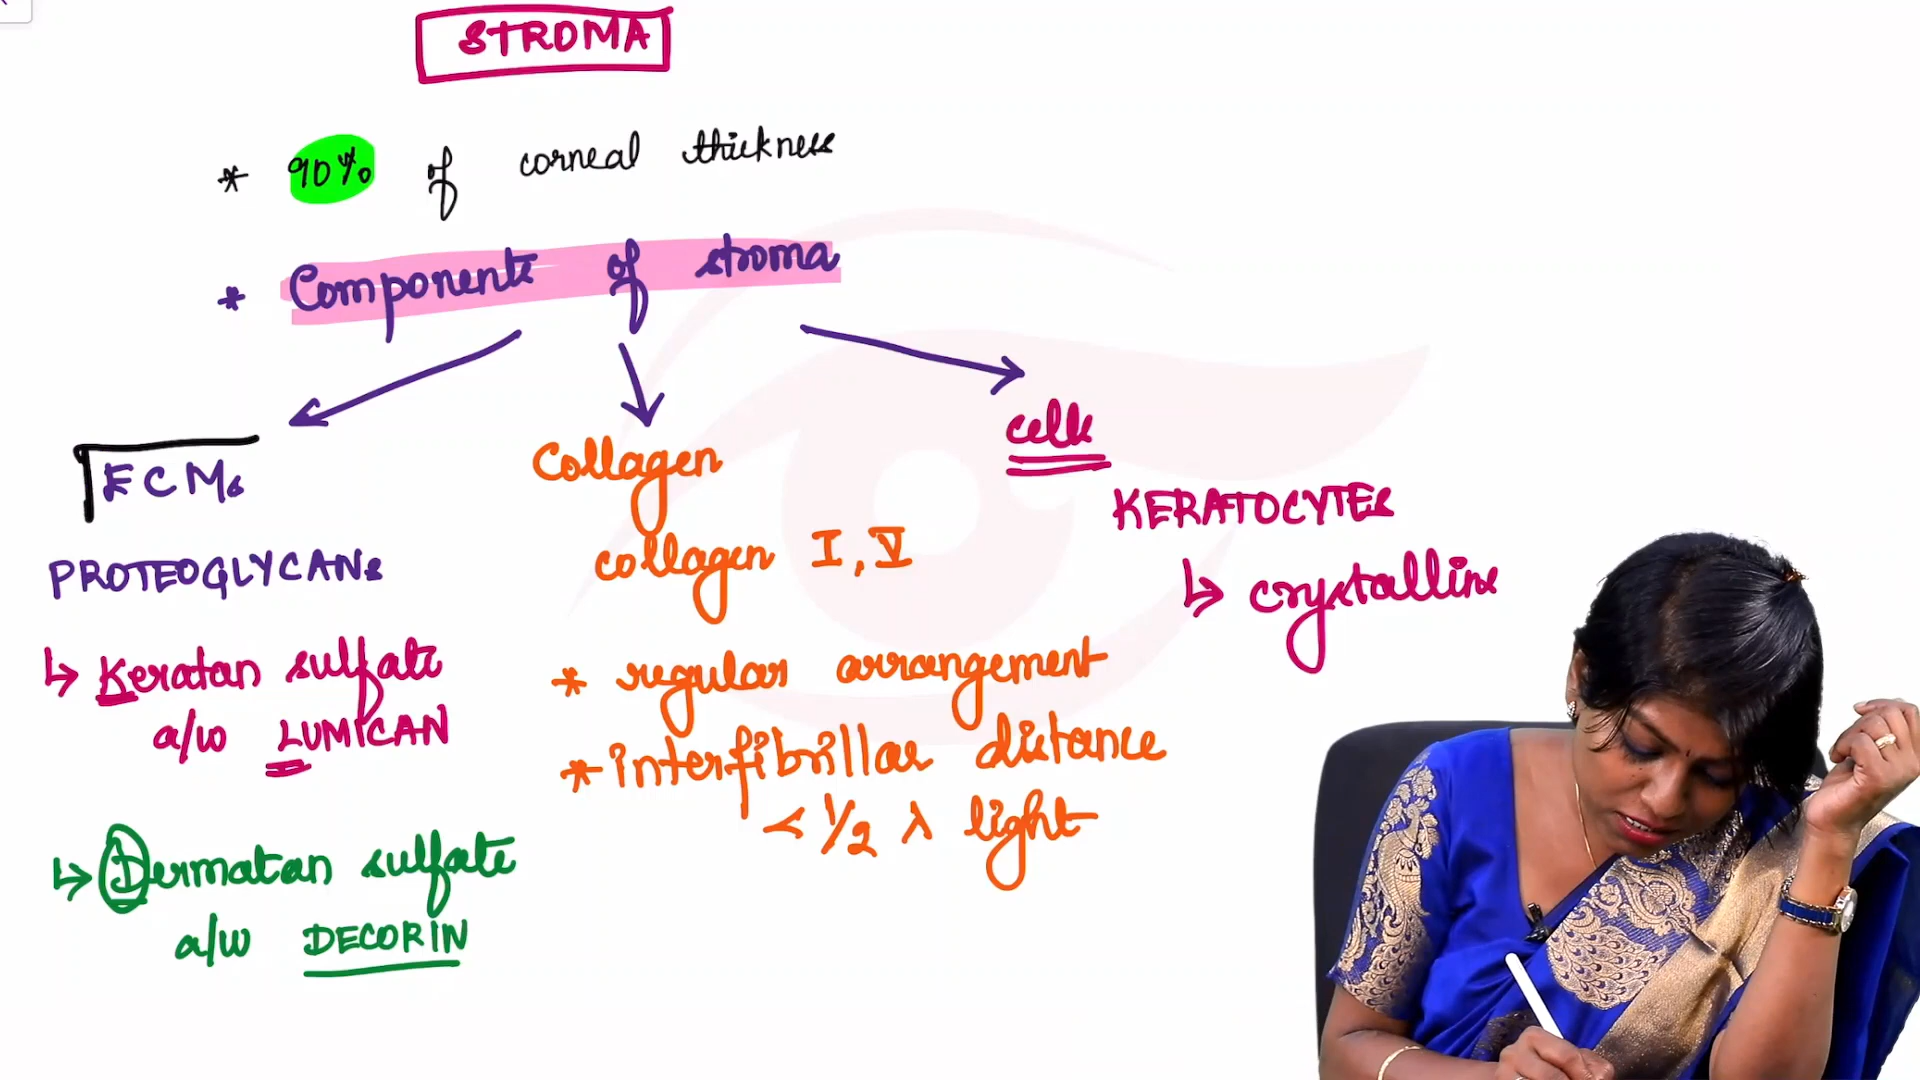 STROMA
* 90% of corneal thickness
* Components of stroma
ECMs
PROTEOGLYCANs
↳ Keratan sulfate
a/w LUMICAN
↳ Dermatan sulfate
a/w DECORIN
Collagen
collagen I, V
* regular arrangement
* interfibrillar distance
< 1/2 λ light
cells
KERATOCYTES
↳ crystalline